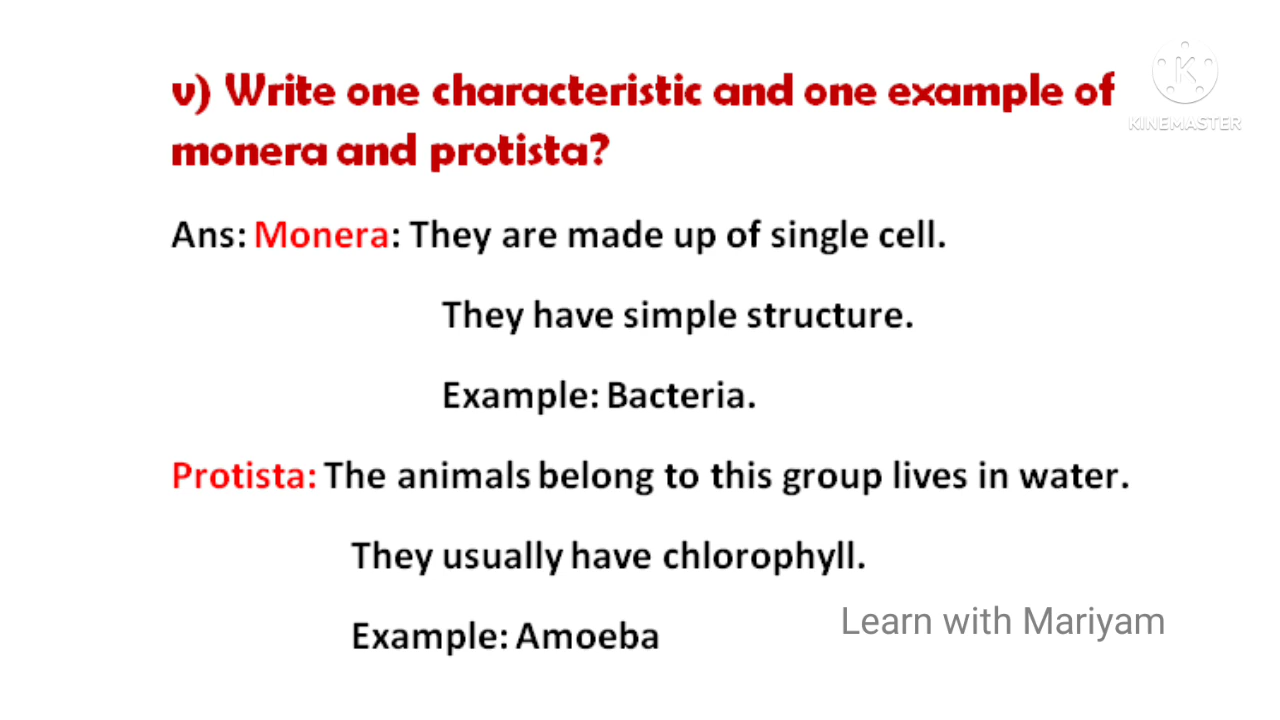 v) Write one characteristic and one example of
monera and protista?
KINEMASTER
Ans: Monera: They are made up of single cell.
They have simple structure.
Example: Bacteria.
Protista: The animals belong to this group lives in water.
They usually have chlorophyll.
Example: Amoeba
Learn with Mariyam